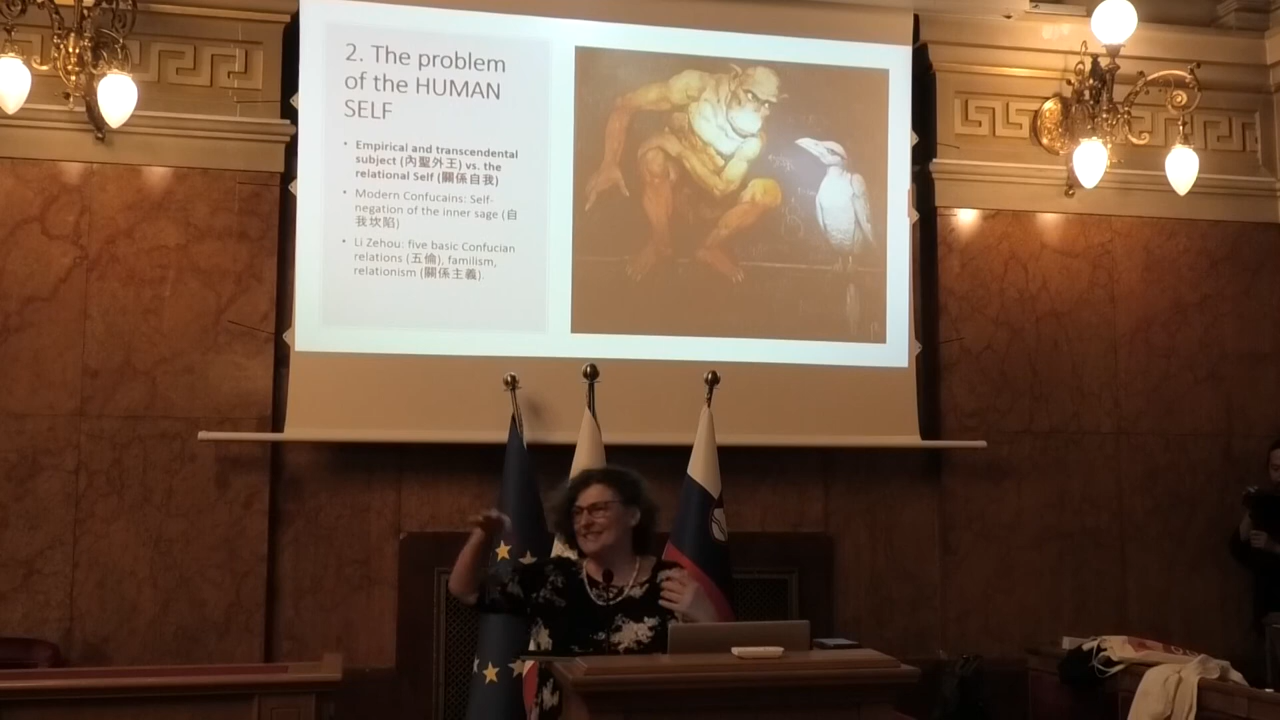 2. The problem
of the HUMAN
SELF
• Empirical and transcendental
subject (內聖外王) vs. the
relational Self (關係自我)
• Modern Confucains: Self-
negation of the inner sage (自
我坎陷)
• Li Zehou: five basic Confucian
relations (五倫), familism,
relationism (關係主義).